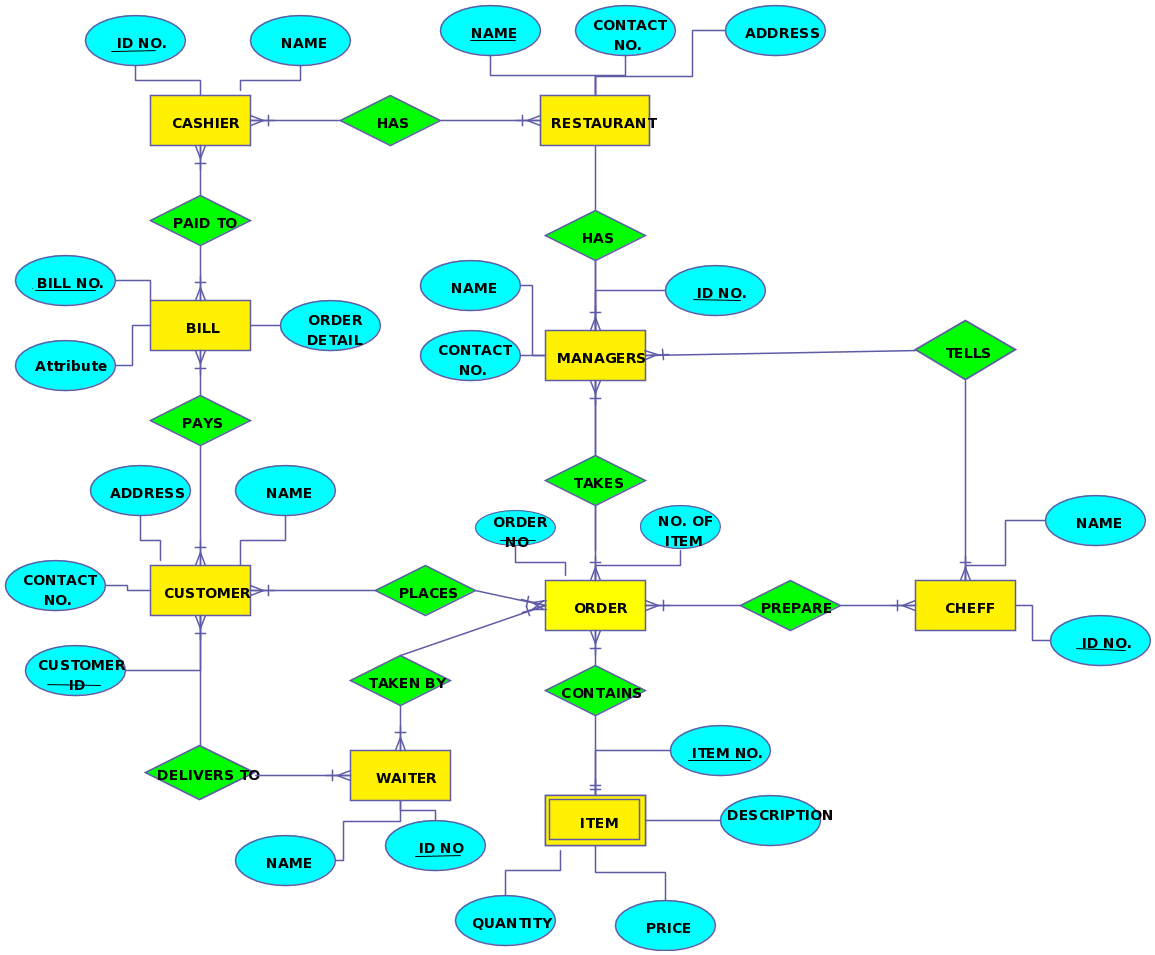 ID NO.
NAME
NAME
CONTACT
NO.
ADDRESS
CASHIER
HAS
RESTAURANT
PAID TO
HAS
BILL NO.
NAME
ID NO.
BILL
ORDER
DETAIL
Attribute
CONTACT
NO.
MANAGERS
TELLS
PAYS
ADDRESS
NAME
TAKES
ORDER
NO
NO. OF
ITEM
NAME
CONTACT
NO.
CUSTOMER
PLACES
ORDER
PREPARE
CHEFF
ID NO.
CUSTOMER
ID
TAKEN BY
CONTAINS
DELIVERS TO
WAITER
ITEM NO.
ITEM
DESCRIPTION
NAME
ID NO
QUANTITY
PRICE